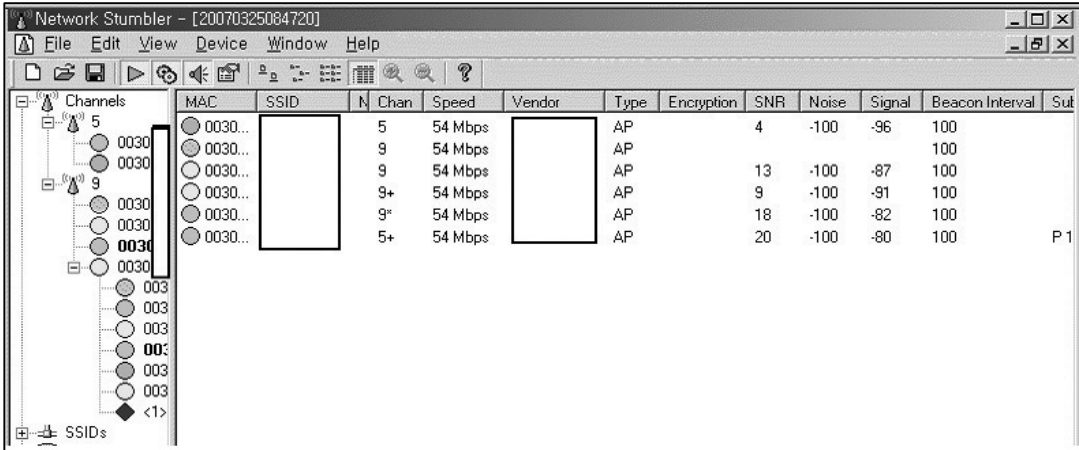 Network Stumbler - [20070325084720]
File Edit View Device Window Help
Channels
5
0030
0030
9
0030
0030
0030
0030
003
003
003
003
003
003
<1>
SSIDs
MAC SSID N Chan Speed Vendor Type Encryption SNR Noise Signal Beacon Interval Sub
0030... 5 54 Mbps AP 4 -100 -96 100
0030... 9 54 Mbps AP 100
0030... 9 54 Mbps AP 13 -100 -87 100
0030... 9+ 54 Mbps AP 9 -100 -91 100
0030... 9* 54 Mbps AP 18 -100 -82 100
0030... 5+ 54 Mbps AP 20 -100 -80 100 P 1